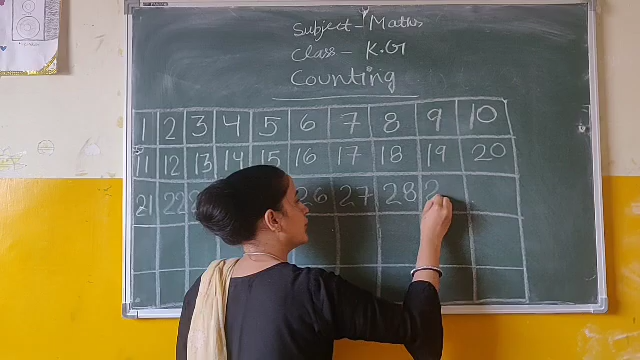 Subject - Maths
Class - K.G
Counting
1 2 3 4 5 6 7 8 9 10
11 12 13 14 15 16 17 18 19 20
21 22 26 27 28 2